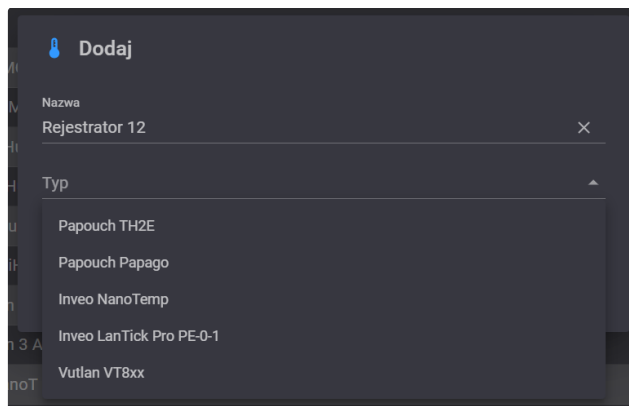 Dodaj
Nazwa
Rejestrator 12
Typ
Papouch TH2E
Papouch Papago
Inveo NanoTemp
Inveo LanTick Pro PE-0-1
Vutlan VT8xx